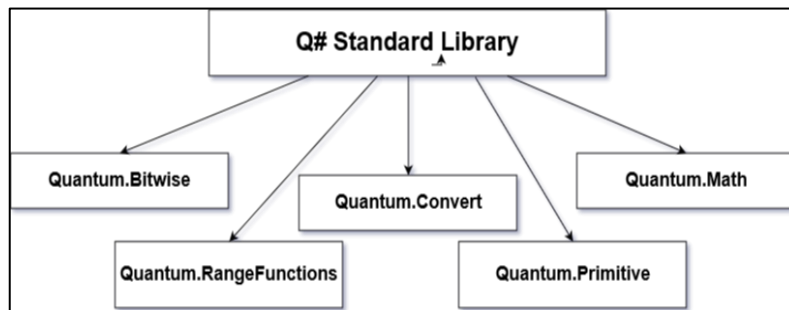 Q# Standard Library
Quantum.Bitwise
Quantum.Math
Quantum.Convert
Quantum.RangeFunctions
Quantum.Primitive